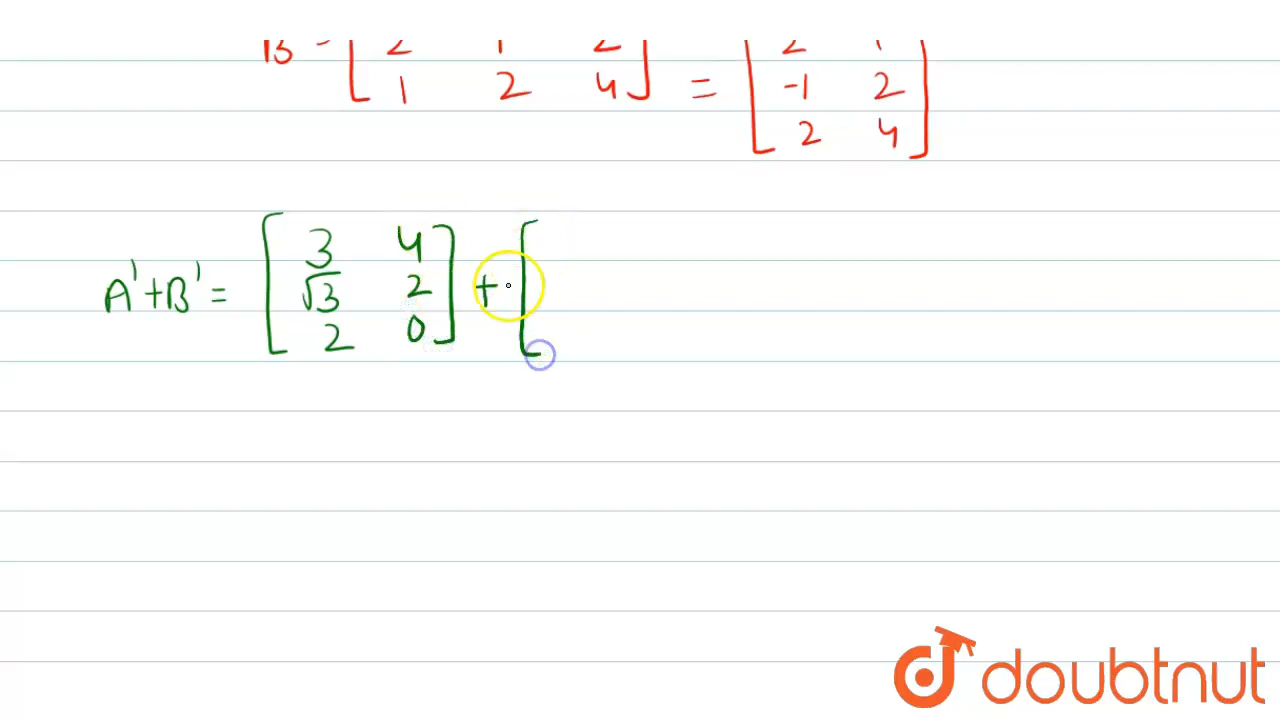 B = [ 2 1 2 = [ 2 1
1 2 4 ] -1 2
2 4 ]
[ 3 4
A'+B' = √3 2 ] + [
2 0
doubtnut